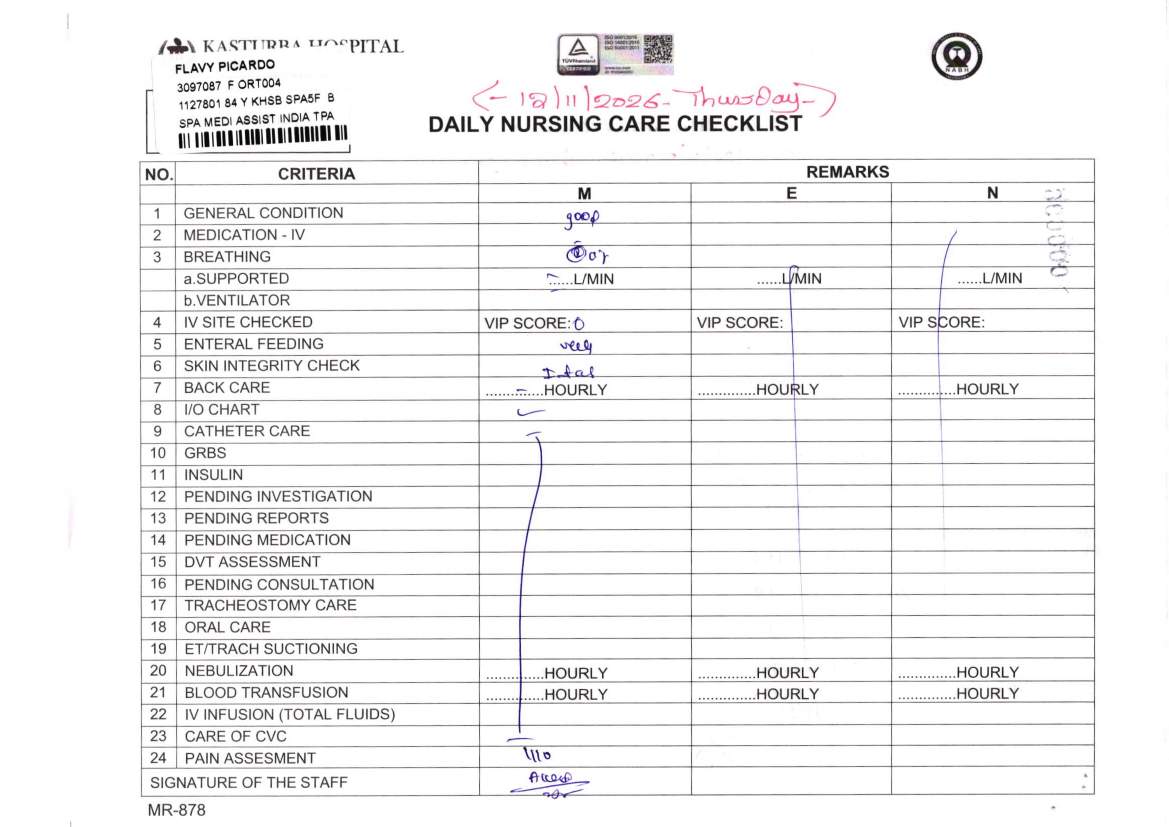 KASTURBA HOSPITAL
FLAVY PICARDO
3097087 F ORT004
1127801 84 Y KHSB SPA5F B
SPA MEDI ASSIST INDIA TPA
TÜVRheinland
CERTIFIED
NABH
12/11/2026 - Thursday
DAILY NURSING CARE CHECKLIST
NO. CRITERIA REMARKS
M E N
1 GENERAL CONDITION good
2 MEDICATION - IV
3 BREATHING
a.SUPPORTED ......L/MIN ......L/MIN ......L/MIN
b.VENTILATOR
4 IV SITE CHECKED VIP SCORE: 0 VIP SCORE: VIP SCORE:
5 ENTERAL FEEDING
6 SKIN INTEGRITY CHECK
7 BACK CARE ..............HOURLY ..............HOURLY ..............HOURLY
8 I/O CHART ✓
9 CATHETER CARE
10 GRBS
11 INSULIN
12 PENDING INVESTIGATION
13 PENDING REPORTS
14 PENDING MEDICATION
15 DVT ASSESSMENT
16 PENDING CONSULTATION
17 TRACHEOSTOMY CARE
18 ORAL CARE
19 ET/TRACH SUCTIONING
20 NEBULIZATION ..............HOURLY ..............HOURLY ..............HOURLY
21 BLOOD TRANSFUSION ..............HOURLY ..............HOURLY ..............HOURLY
22 IV INFUSION (TOTAL FLUIDS)
23 CARE OF CVC
24 PAIN ASSESMENT
SIGNATURE OF THE STAFF
MR-878